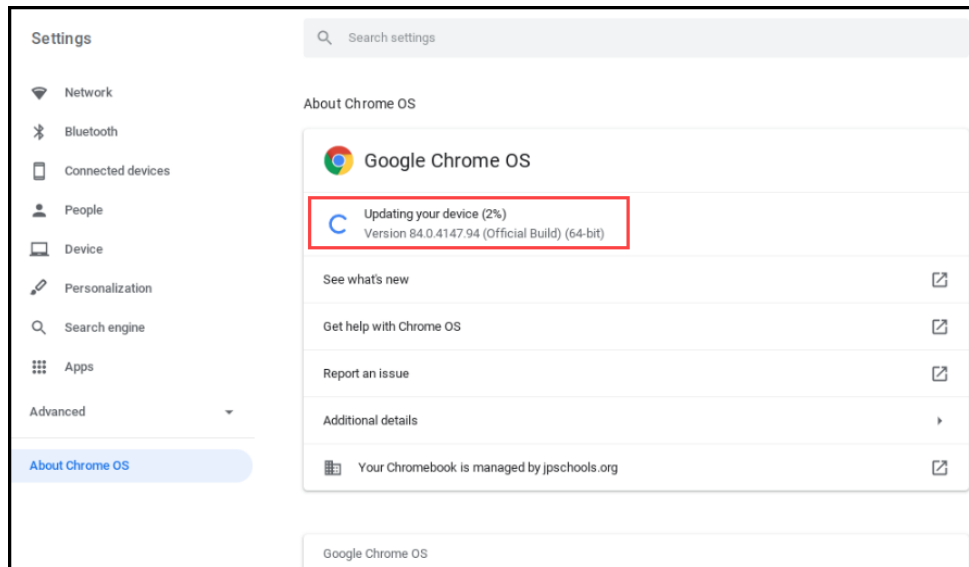 Settings
Search settings
Network
Bluetooth
Connected devices
People
Device
Personalization
Search engine
Apps
Advanced
About Chrome OS
About Chrome OS
Google Chrome OS
Updating your device (2%)
Version 84.0.4147.94 (Official Build) (64-bit)
See what's new
Get help with Chrome OS
Report an issue
Additional details
Your Chromebook is managed by jpschools.org
Google Chrome OS